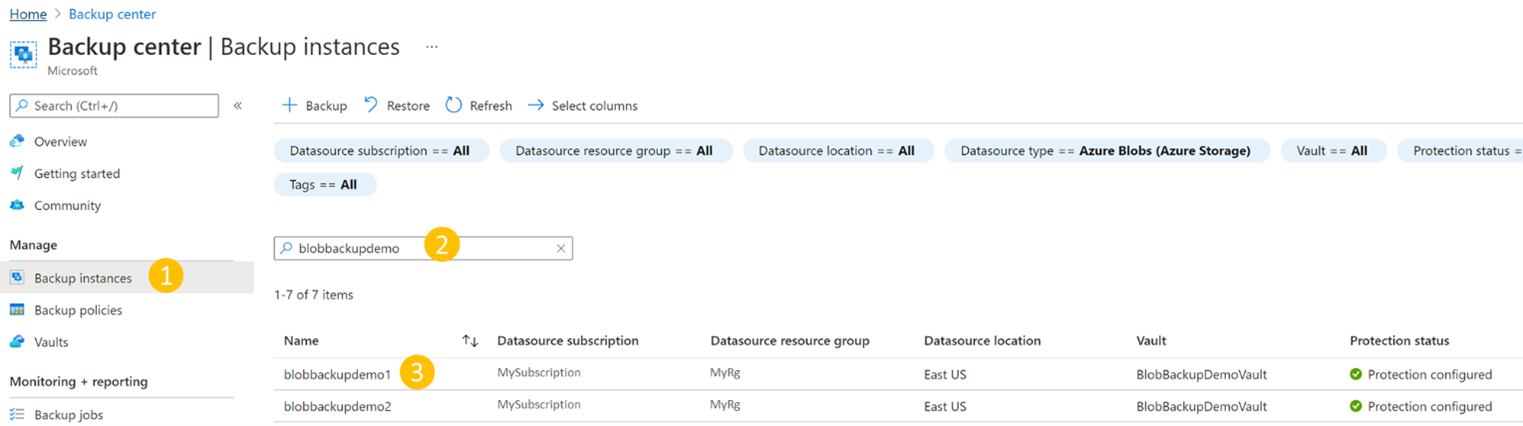 Home > Backup center
Backup center | Backup instances ...
Microsoft
Search (Ctrl+/) «
Overview
Getting started
Community
Manage
Backup instances 1
Backup policies
Vaults
Monitoring + reporting
Backup jobs
+ Backup Restore Refresh Select columns
Datasource subscription == All Datasource resource group == All Datasource location == All Datasource type == Azure Blobs (Azure Storage) Vault == All Protection status =
Tags == All
blobbackupdemo 2 ×
1-7 of 7 items
Name ↑↓ Datasource subscription Datasource resource group Datasource location Vault Protection status
blobbackupdemo1 3 MySubscription MyRg East US BlobBackupDemoVault Protection configured
blobbackupdemo2 MySubscription MyRg East US BlobBackupDemoVault Protection configured